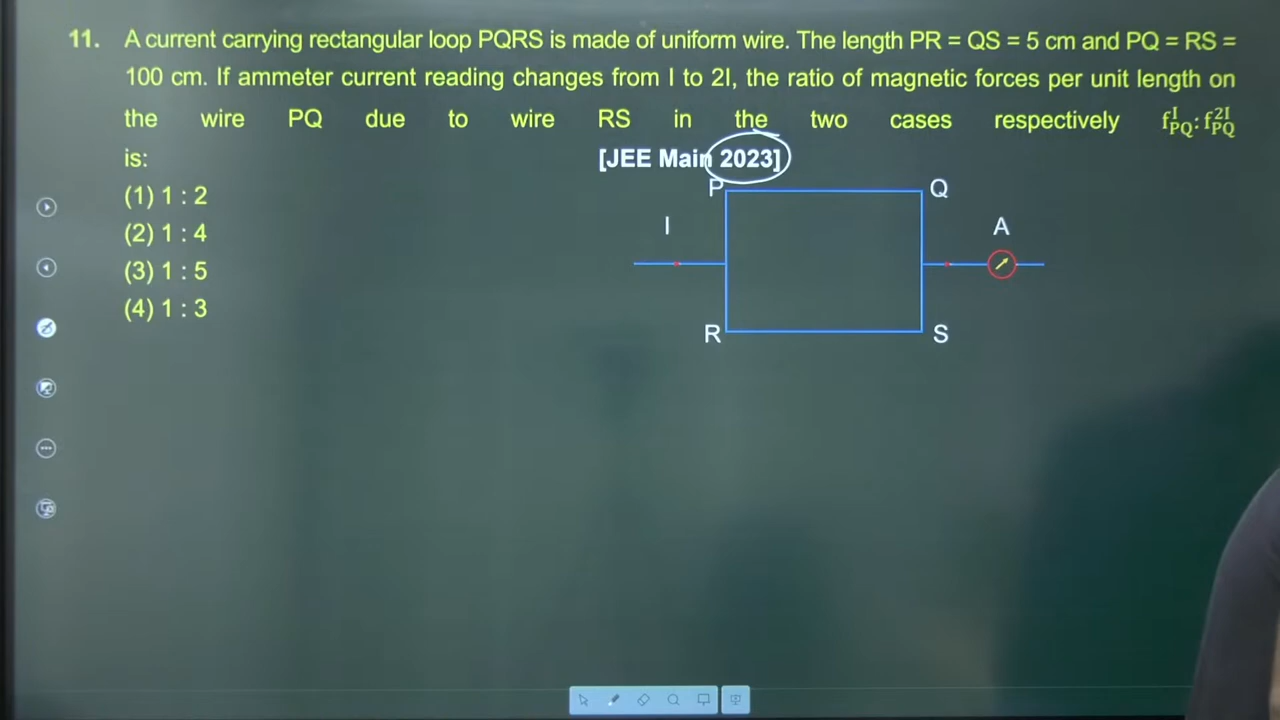 11. A current carrying rectangular loop PQRS is made of uniform wire. The length PR = QS = 5 cm and PQ = RS =
100 cm. If ammeter current reading changes from I to 2I, the ratio of magnetic forces per unit length on
the wire PQ due to wire RS in the two cases respectively f^I_PQ : f^2I_PQ
is: [JEE Main 2023]
(1) 1 : 2
(2) 1 : 4
(3) 1 : 5
(4) 1 : 3
P Q
I A
R S